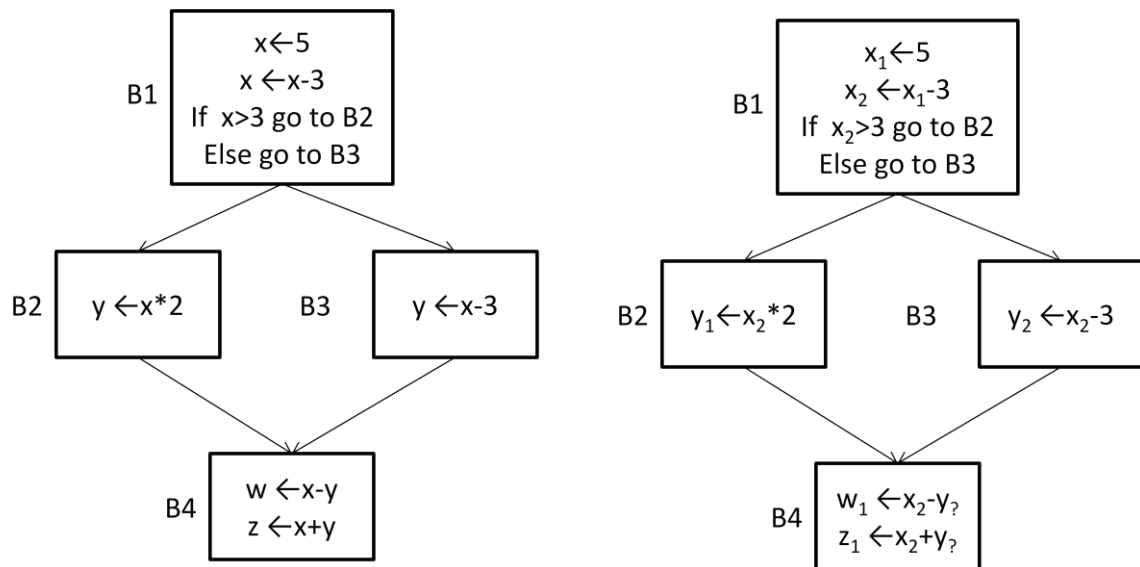 x←5
x ←x-3
If x>3 go to B2
Else go to B3
B1
B2
y ←x*2
B3
y ←x-3
B4
w ←x-y
z ←x+y
x₁←5
x₂ ←x₁-3
If x₂>3 go to B2
Else go to B3
B1
B2
y₁←x₂*2
B3
y₂ ←x₂-3
B4
w₁ ←x₂-y?
z₁ ←x₂+y?